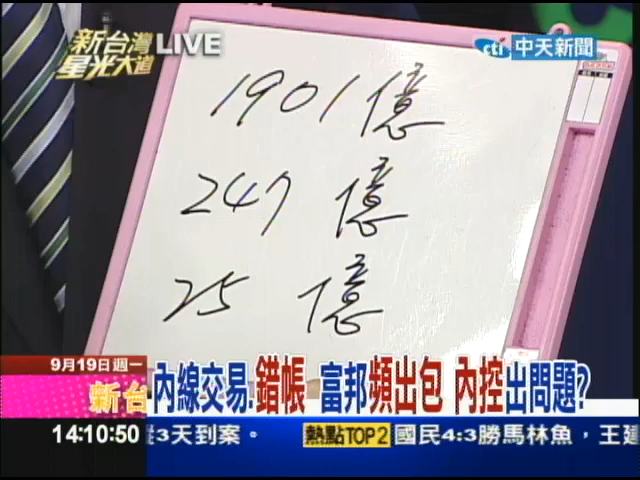 新台灣
星光大道
LIVE
cti 中天新聞
1901億
247億
25億
9月19日週一
新台
內線交易.錯帳 富邦頻出包 內控出問題?
14:10:50
3天到案。 熱點TOP2 國民4:3勝馬林魚，王建